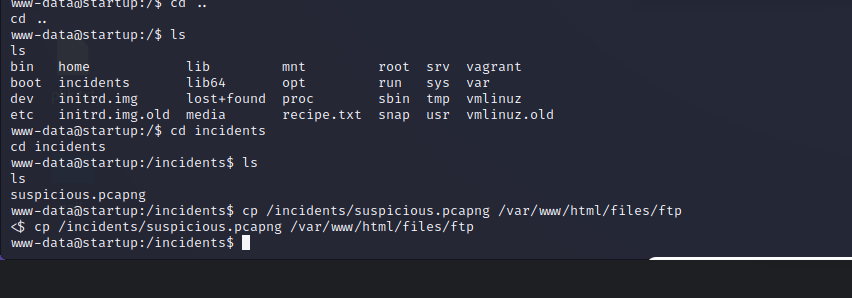 www-data@startup:/$ cd ..
cd ..
www-data@startup:/$ ls
ls
bin   home            lib         mnt         root  srv  vagrant
boot  incidents       lib64       opt         run   sys  var
dev   initrd.img      lost+found  proc        sbin  tmp  vmlinuz
etc   initrd.img.old  media       recipe.txt  snap  usr  vmlinuz.old
www-data@startup:/$ cd incidents
cd incidents
www-data@startup:/incidents$ ls
ls
suspicious.pcapng
www-data@startup:/incidents$ cp /incidents/suspicious.pcapng /var/www/html/files/ftp
<$ cp /incidents/suspicious.pcapng /var/www/html/files/ftp
www-data@startup:/incidents$